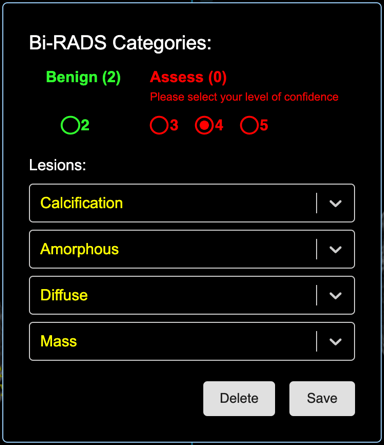 Bi-RADS Categories:
Benign (2) Assess (0)
Please select your level of confidence
2 3 4 5
Lesions:
Calcification
Amorphous
Diffuse
Mass
Delete Save